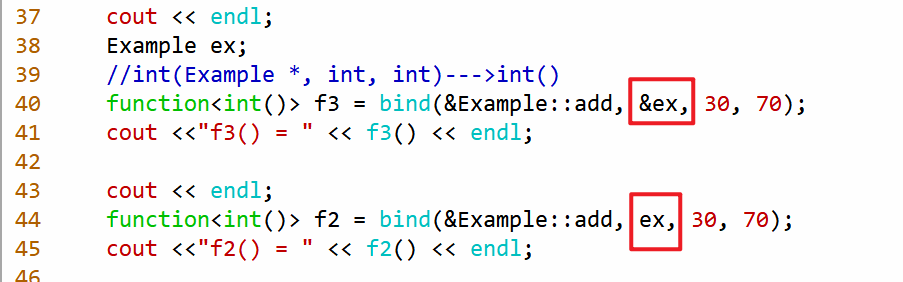 37 cout << endl;
38 Example ex;
39 //int(Example *, int, int)--->int()
40 function<int()> f3 = bind(&Example::add, &ex, 30, 70);
41 cout <<"f3() = " << f3() << endl;
42
43 cout << endl;
44 function<int()> f2 = bind(&Example::add, ex, 30, 70);
45 cout <<"f2() = " << f2() << endl;
46